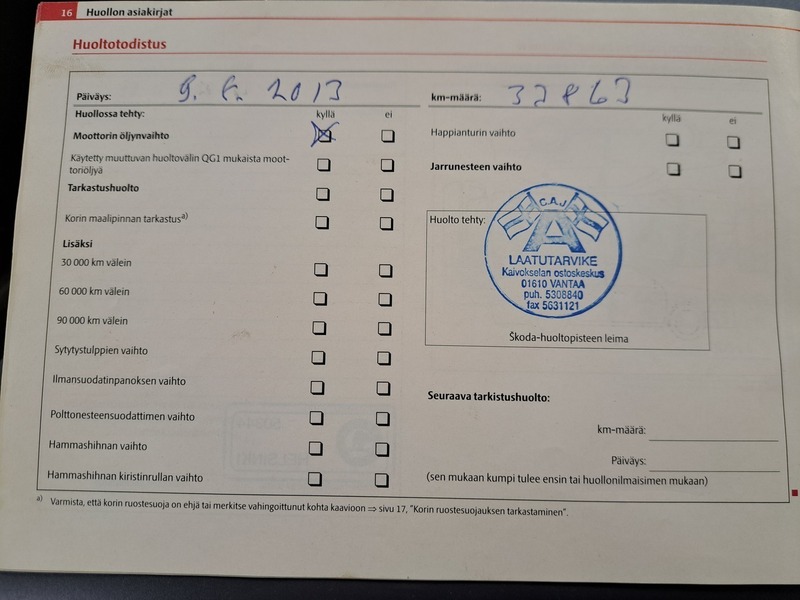 16 Huollon asiakirjat
Huoltotodistus
Päiväys: 2013
km-määrä:
Huollossa tehty: kyllä ei
Moottorin öljynvaihto
Käytetty muuttuvan huoltovälin QG1 mukaista moot-
toriöljyä
Tarkastushuolto
Korin maalipinnan tarkastus a)
Lisäksi
30 000 km välein
60 000 km välein
90 000 km välein
Sytytystulppien vaihto
Ilmansuodatinpanoksen vaihto
Polttonesteensuodattimen vaihto
Hammashihnan vaihto
Hammashihnan kiristinrullan vaihto
kyllä ei
Happianturin vaihto
Jarrunesteen vaihto
Huolto tehty:
C.A.J
A
LAATUTARVIKE
Kaivokselan ostoskeskus
01610 VANTAA
puh. 5308840
fax 5631121
Škoda-huoltopisteen leima
Seuraava tarkistushuolto:
km-määrä:
Päiväys:
(sen mukaan kumpi tulee ensin tai huollonilmaisimen mukaan)
a) Varmista, että korin ruostesuoja on ehjä tai merkitse vahingoittunut kohta kaavioon ⇒ sivu 17, "Korin ruostesuojauksen tarkastaminen".